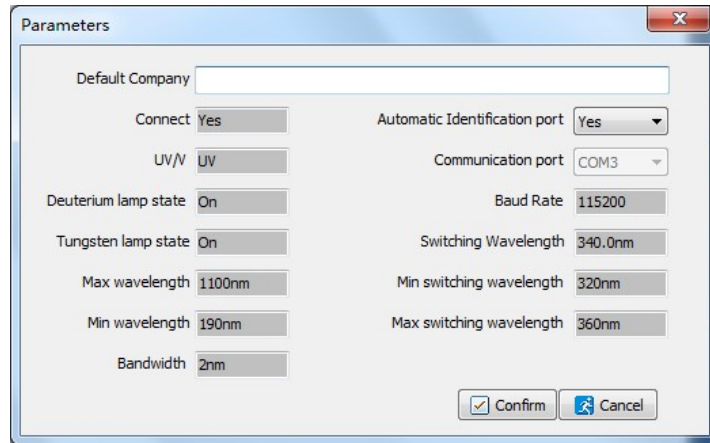 Parameters
Default Company
Connect Yes Automatic Identification port Yes
UV/V UV Communication port COM3
Deuterium lamp state On Baud Rate 115200
Tungsten lamp state On Switching Wavelength 340.0nm
Max wavelength 1100nm Min switching wavelength 320nm
Min wavelength 190nm Max switching wavelength 360nm
Bandwidth 2nm
Confirm Cancel